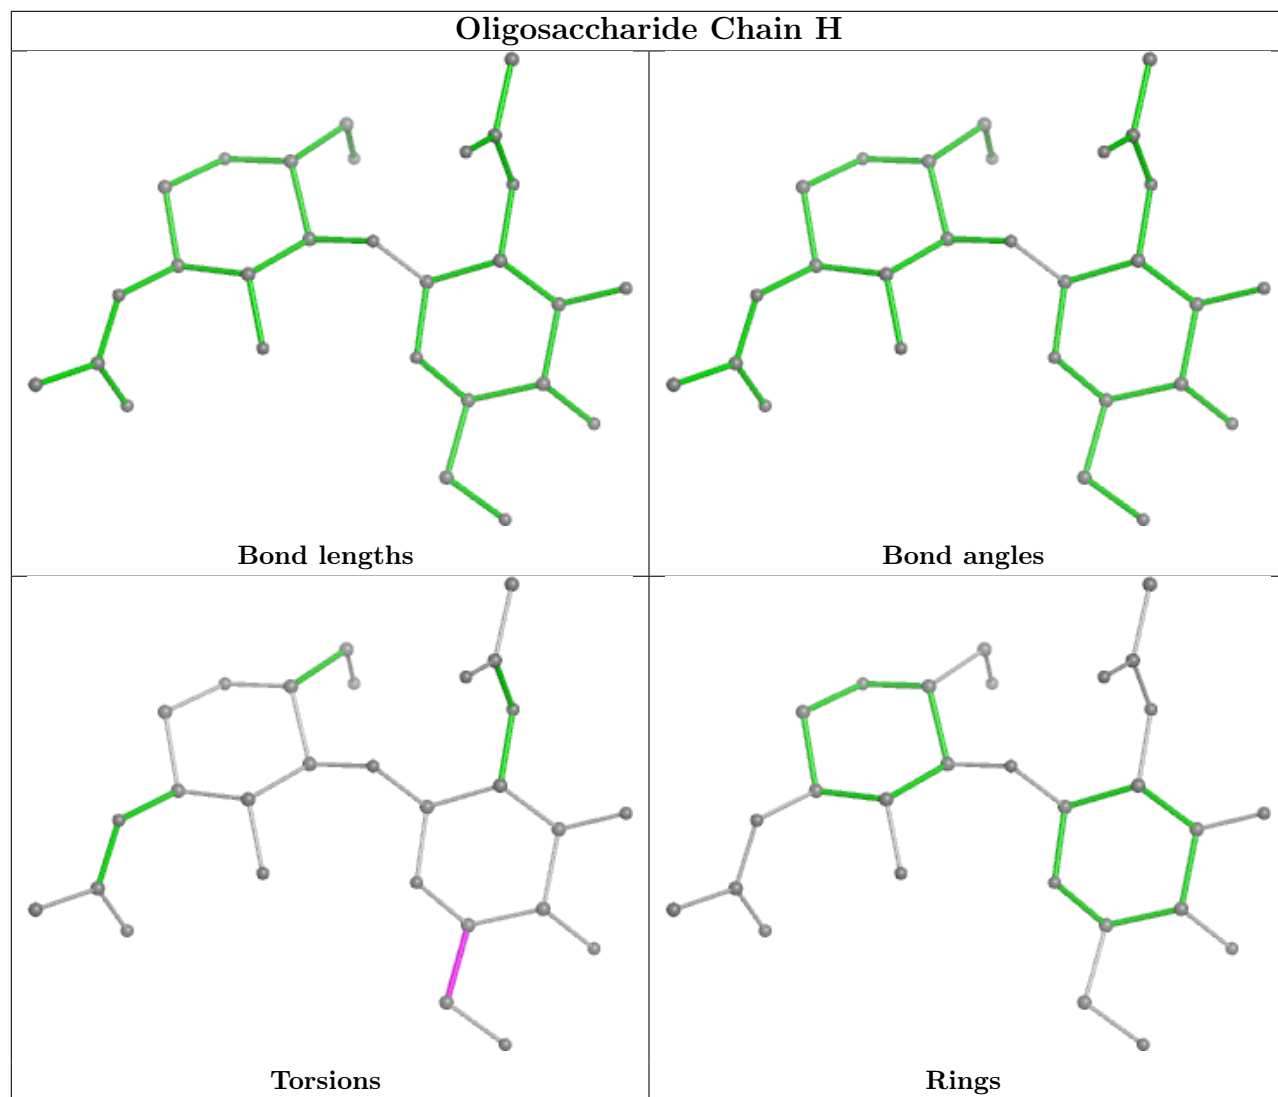 Oligosaccharide Chain H
Bond lengths
Bond angles
Torsions
Rings